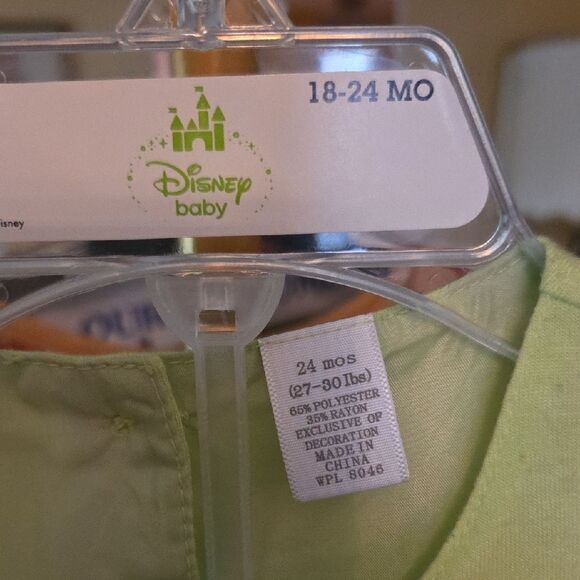 18-24 MO
Disney
baby
isney
OUR
24 mos
(27-30 lbs)
65% POLYESTER
35% RAYON
EXCLUSIVE OF
DECORATION
MADE IN
CHINA
WPL 8046